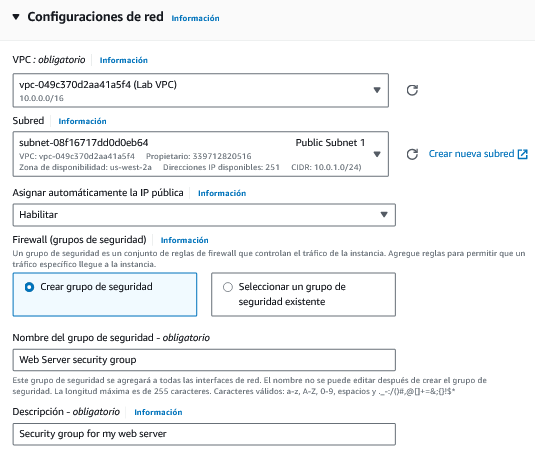 Configuraciones de red Información
VPC : obligatorio Información
vpc-049c370d2aa41a5f4 (Lab VPC)
10.0.0.0/16
Subred Información
subnet-08f16717dd0d0eb64 Public Subnet 1
VPC: vpc-049c370d2aa41a5f4 Propietario: 339712820516
Zona de disponibilidad: us-west-2a Direcciones IP disponibles: 251 CIDR: 10.0.1.0/24)
Crear nueva subred
Asignar automáticamente la IP pública Información
Habilitar
Firewall (grupos de seguridad) Información
Un grupo de seguridad es un conjunto de reglas de firewall que controlan el tráfico de la instancia. Agregue reglas para permitir que un
tráfico específico llegue a la instancia.
Crear grupo de seguridad
Seleccionar un grupo de
seguridad existente
Nombre del grupo de seguridad - obligatorio
Web Server security group
Este grupo de seguridad se agregará a todas las interfaces de red. El nombre no se puede editar después de crear el grupo de
seguridad. La longitud máxima es de 255 caracteres. Caracteres válidos: a-z, A-Z, 0-9, espacios y ._-:/()#,@[]+=&;{}!$*
Descripción - obligatorio Información
Security group for my web server